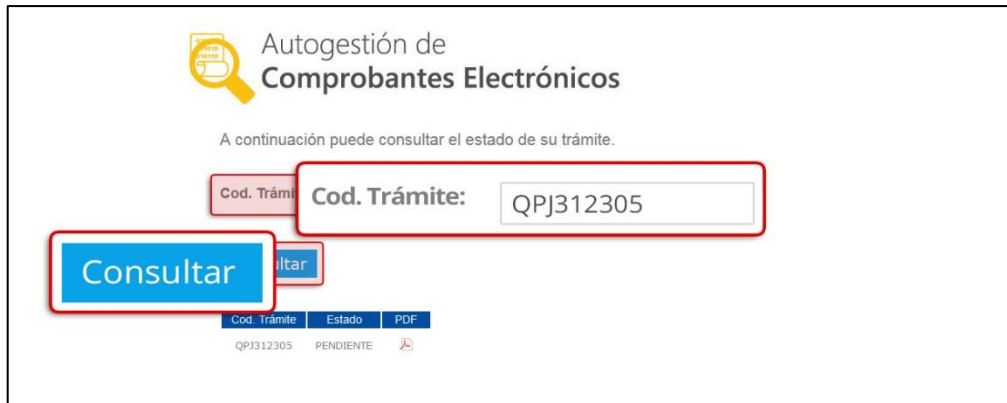 Autogestión de
Comprobantes Electrónicos
A continuación puede consultar el estado de su trámite.
Cod. Trámi
Cod. Trámite: QPJ312305
Consultar
ltar
Cod. Trámite Estado PDF
QPJ312305 PENDIENTE